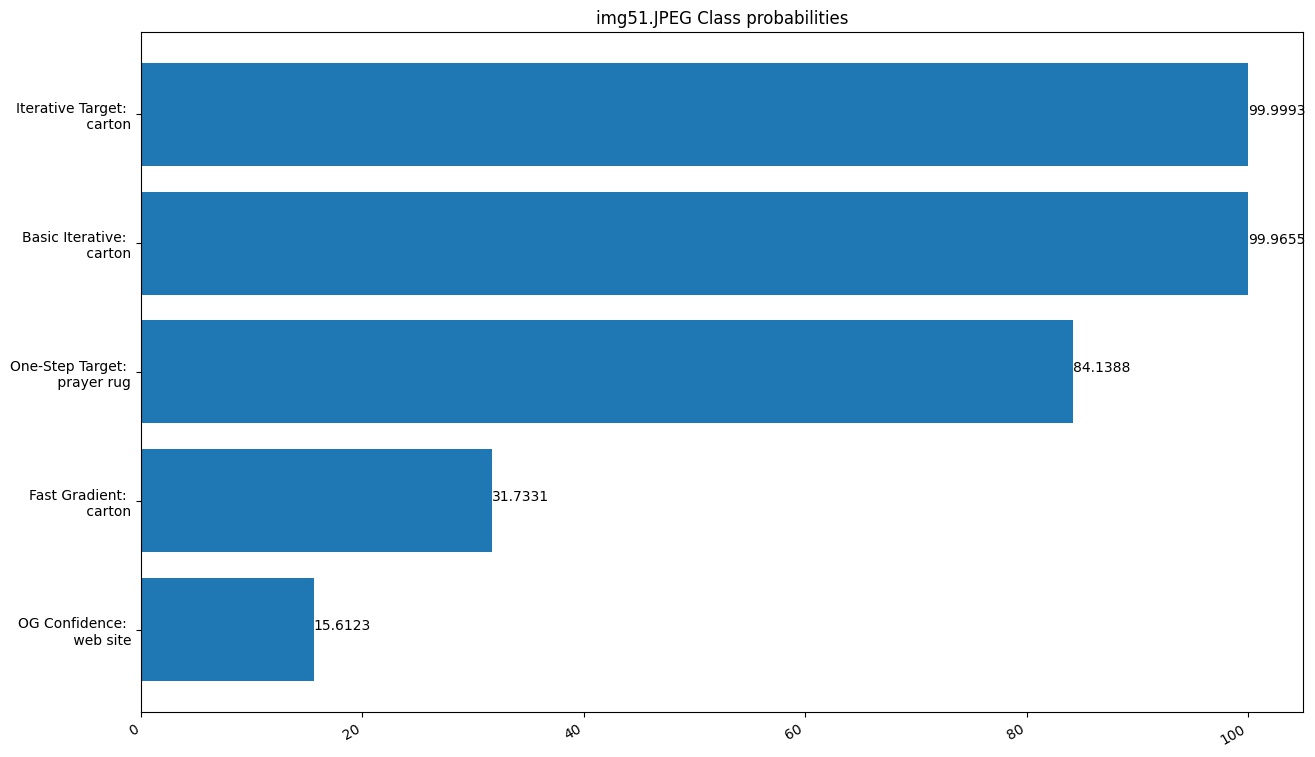 img51.JPEG Class probabilities
Iterative Target:
carton
99.9993
Basic Iterative:
carton
99.9655
One-Step Target:
prayer rug
84.1388
Fast Gradient:
carton
31.7331
OG Confidence:
web site
15.6123
0
20
40
60
80
100